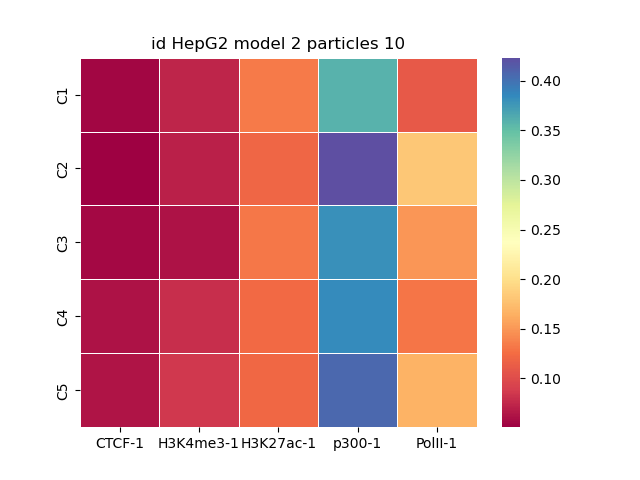 id HepG2 model 2 particles 10
C1
C2
C3
C4
C5
CTCF-1 H3K4me3-1 H3K27ac-1 p300-1 PolII-1
0.40
0.35
0.30
0.25
0.20
0.15
0.10